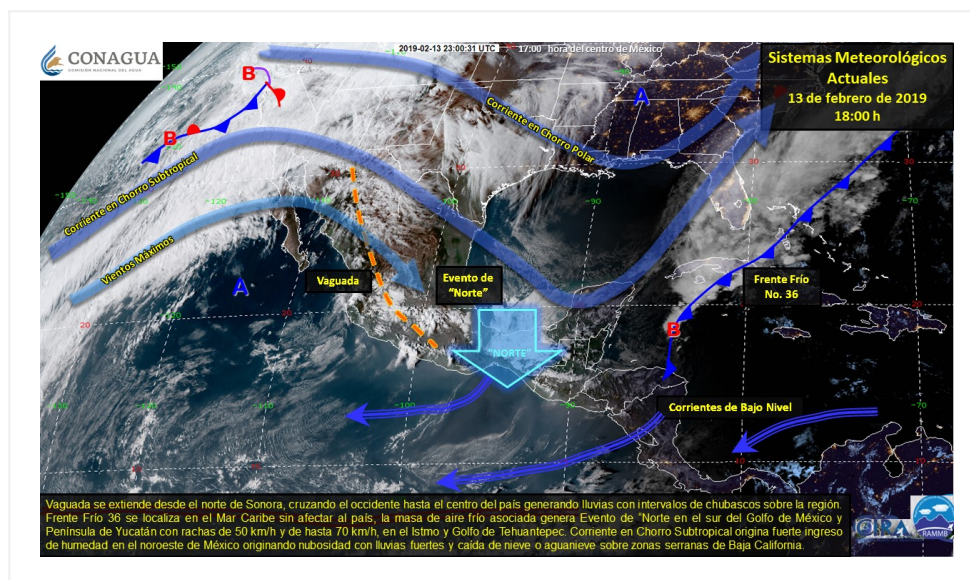 CONAGUA
COMISIÓN NACIONAL DEL AGUA
2019-02-13 23:00:31 UTC 17:00 hora del centro de México
Sistemas Meteorológicos
Actuales
13 de febrero de 2019
18:00 h
B
B
A
Corriente en Chorro Polar
Corriente en Chorro Subtropical
Vientos Máximos
A
Vaguada
Evento de
"Norte"
Frente Frío
No. 36
B
"NORTE"
Corrientes de Bajo Nivel
Vaguada se extiende desde el norte de Sonora, cruzando el occidente hasta el centro del país generando lluvias con intervalos de chubascos sobre la región.
Frente Frío 36 se localiza en el Mar Caribe sin afectar al país, la masa de aire frío asociada genera Evento de "Norte en el sur del Golfo de México y
Península de Yucatán con rachas de 50 km/h y de hasta 70 km/h, en el Istmo y Golfo de Tehuantepec. Corriente en Chorro Subtropical origina fuerte ingreso
de humedad en el noroeste de México originando nubosidad con lluvias fuertes y caída de nieve o aguanieve sobre zonas serranas de Baja California.
CIRA
RAMMB